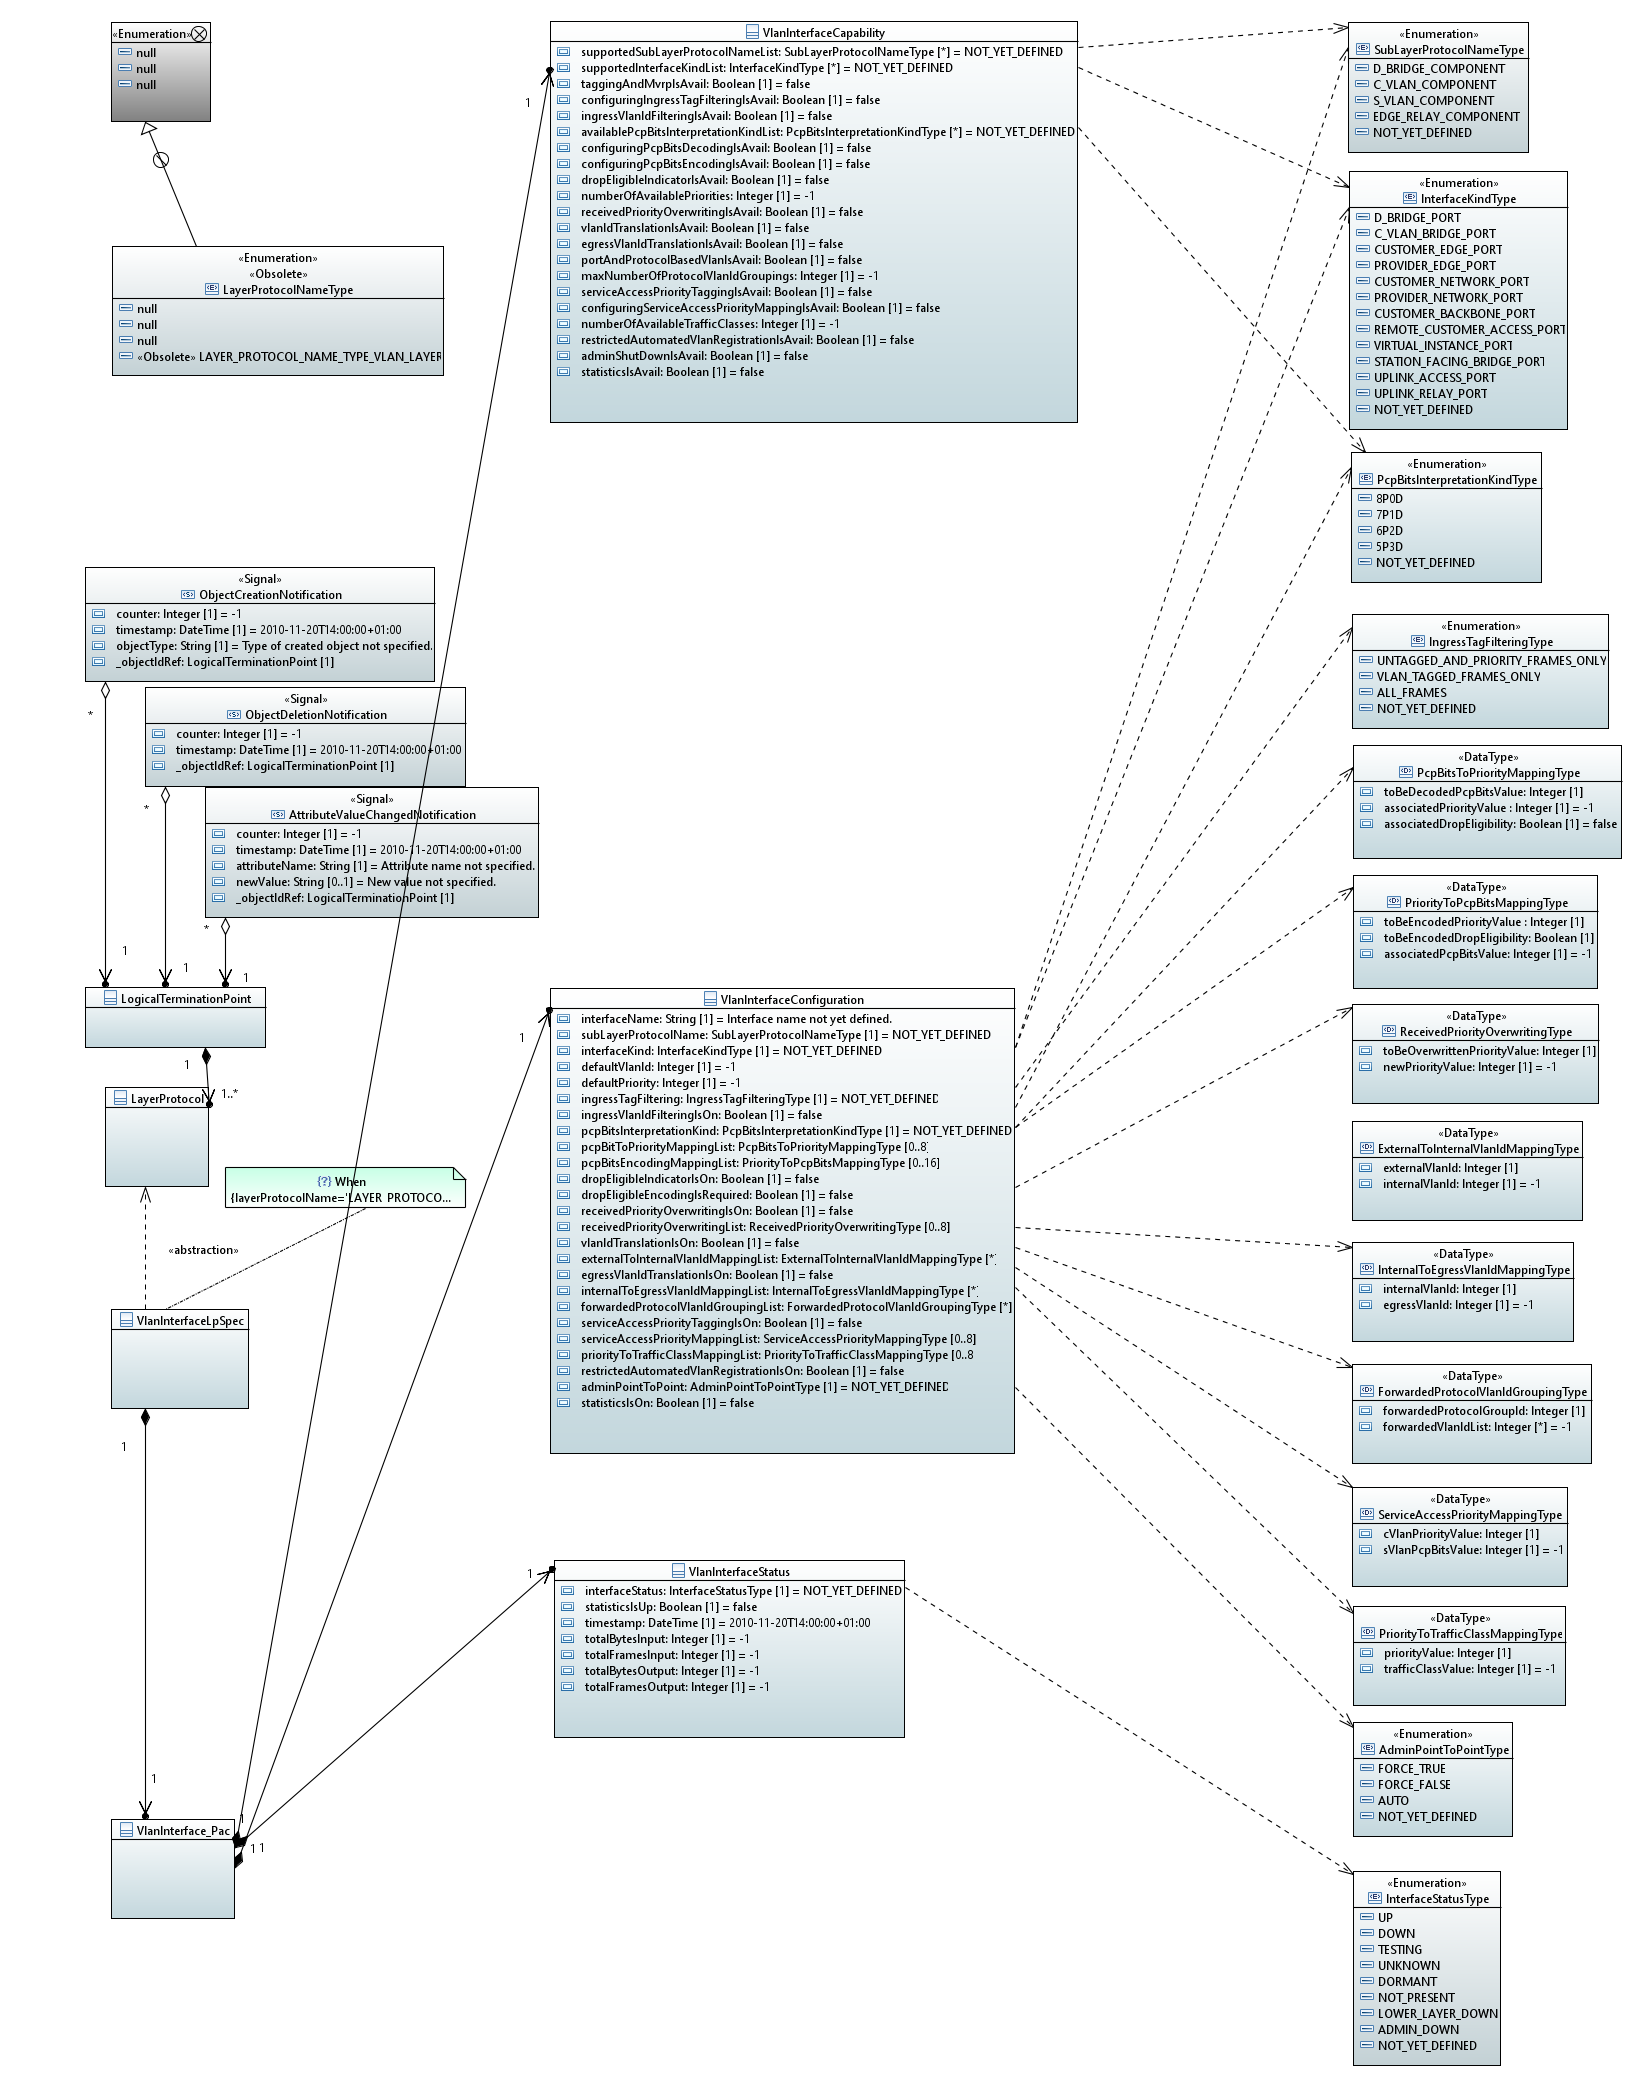 «Enumeration»
null
null
null
«Enumeration»
«Obsolete»
LayerProtocolNameType
null
null
null
«Obsolete» LAYER_PROTOCOL_NAME_TYPE_VLAN_LAYER
VlanInterfaceCapability
supportedSubLayerProtocolNameList: SubLayerProtocolNameType [*] = NOT_YET_DEFINED
supportedInterfaceKindList: InterfaceKindType [*] = NOT_YET_DEFINED
taggingAndMvrpIsAvail: Boolean [1] = false
configuringIngressTagFilteringIsAvail: Boolean [1] = false
ingressVlanIdFilteringIsAvail: Boolean [1] = false
availablePcpBitsInterpretationKindList: PcpBitsInterpretationKindType [*] = NOT_YET_DEFINED
configuringPcpBitsDecodingIsAvail: Boolean [1] = false
configuringPcpBitsEncodingIsAvail: Boolean [1] = false
dropEligibleIndicatorIsAvail: Boolean [1] = false
numberOfAvailablePriorities: Integer [1] = -1
receivedPriorityOverwritingIsAvail: Boolean [1] = false
vlanIdTranslationIsAvail: Boolean [1] = false
egressVlanIdTranslationIsAvail: Boolean [1] = false
portAndProtocolBasedVlanIsAvail: Boolean [1] = false
maxNumberOfProtocolVlanIdGroupings: Integer [1] = -1
serviceAccessPriorityTaggingIsAvail: Boolean [1] = false
configuringServiceAccessPriorityMappingIsAvail: Boolean [1] = false
numberOfAvailableTrafficClasses: Integer [1] = -1
restrictedAutomatedVlanRegistrationIsAvail: Boolean [1] = false
adminShutDownIsAvail: Boolean [1] = false
statisticsIsAvail: Boolean [1] = false
1
«Enumeration»
SubLayerProtocolNameType
D_BRIDGE_COMPONENT
C_VLAN_COMPONENT
S_VLAN_COMPONENT
EDGE_RELAY_COMPONENT
NOT_YET_DEFINED
«Enumeration»
InterfaceKindType
D_BRIDGE_PORT
C_VLAN_BRIDGE_PORT
CUSTOMER_EDGE_PORT
PROVIDER_EDGE_PORT
CUSTOMER_NETWORK_PORT
PROVIDER_NETWORK_PORT
CUSTOMER_BACKBONE_PORT
REMOTE_CUSTOMER_ACCESS_PORT
VIRTUAL_INSTANCE_PORT
STATION_FACING_BRIDGE_PORT
UPLINK_ACCESS_PORT
UPLINK_RELAY_PORT
NOT_YET_DEFINED
«Enumeration»
PcpBitsInterpretationKindType
8P0D
7P1D
6P2D
5P3D
NOT_YET_DEFINED
«Signal»
ObjectCreationNotification
counter: Integer [1] = -1
timestamp: DateTime [1] = 2010-11-20T14:00:00+01:00
objectType: String [1] = Type of created object not specified.
_objectIdRef: LogicalTerminationPoint [1]
*
«Signal»
ObjectDeletionNotification
counter: Integer [1] = -1
timestamp: DateTime [1] = 2010-11-20T14:00:00+01:00
_objectIdRef: LogicalTerminationPoint [1]
*
«Signal»
AttributeValueChangedNotification
counter: Integer [1] = -1
timestamp: DateTime [1] = 2010-11-20T14:00:00+01:00
attributeName: String [1] = Attribute name not specified.
newValue: String [0..1] = New value not specified.
_objectIdRef: LogicalTerminationPoint [1]
*
1
1
1
LogicalTerminationPoint
1
1..*
LayerProtocol
{?} When
{layerProtocolName='LAYER_PROTOCO...
«abstraction»
VlanInterfaceLpSpec
1
1
VlanInterface_Pac
1
1 1
«Enumeration»
IngressTagFilteringType
UNTAGGED_AND_PRIORITY_FRAMES_ONLY
VLAN_TAGGED_FRAMES_ONLY
ALL_FRAMES
NOT_YET_DEFINED
«DataType»
PcpBitsToPriorityMappingType
toBeDecodedPcpBitsValue: Integer [1]
associatedPriorityValue : Integer [1] = -1
associatedDropEligibility: Boolean [1] = false
«DataType»
PriorityToPcpBitsMappingType
toBeEncodedPriorityValue : Integer [1]
toBeEncodedDropEligibility: Boolean [1]
associatedPcpBitsValue: Integer [1] = -1
1
VlanInterfaceConfiguration
interfaceName: String [1] = Interface name not yet defined.
subLayerProtocolName: SubLayerProtocolNameType [1] = NOT_YET_DEFINED
interfaceKind: InterfaceKindType [1] = NOT_YET_DEFINED
defaultVlanId: Integer [1] = -1
defaultPriority: Integer [1] = -1
ingressTagFiltering: IngressTagFilteringType [1] = NOT_YET_DEFINED
ingressVlanIdFilteringIsOn: Boolean [1] = false
pcpBitsInterpretationKind: PcpBitsInterpretationKindType [1] = NOT_YET_DEFINED
pcpBitToPriorityMappingList: PcpBitsToPriorityMappingType [0..8]
pcpBitsEncodingMappingList: PriorityToPcpBitsMappingType [0..16]
dropEligibleIndicatorIsOn: Boolean [1] = false
dropEligibleEncodingIsRequired: Boolean [1] = false
receivedPriorityOverwritingIsOn: Boolean [1] = false
receivedPriorityOverwritingList: ReceivedPriorityOverwritingType [0..8]
vlanIdTranslationIsOn: Boolean [1] = false
externalToInternalVlanIdMappingList: ExternalToInternalVlanIdMappingType [*]
egressVlanIdTranslationIsOn: Boolean [1] = false
internalToEgressVlanIdMappingList: InternalToEgressVlanIdMappingType [*]
forwardedProtocolVlanIdGroupingList: ForwardedProtocolVlanIdGroupingType [*]
serviceAccessPriorityTaggingIsOn: Boolean [1] = false
serviceAccessPriorityMappingList: ServiceAccessPriorityMappingType [0..8]
priorityToTrafficClassMappingList: PriorityToTrafficClassMappingType [0..8
restrictedAutomatedVlanRegistrationIsOn: Boolean [1] = false
adminPointToPoint: AdminPointToPointType [1] = NOT_YET_DEFINED
statisticsIsOn: Boolean [1] = false
«DataType»
ReceivedPriorityOverwritingType
toBeOverwrittenPriorityValue: Integer [1]
newPriorityValue: Integer [1] = -1
«DataType»
ExternalToInternalVlanIdMappingType
externalVlanId: Integer [1]
internalVlanId: Integer [1] = -1
«DataType»
InternalToEgressVlanIdMappingType
internalVlanId: Integer [1]
egressVlanId: Integer [1] = -1
«DataType»
ForwardedProtocolVlanIdGroupingType
forwardedProtocolGroupId: Integer [1]
forwardedVlanIdList: Integer [*] = -1
«DataType»
ServiceAccessPriorityMappingType
cVlanPriorityValue: Integer [1]
sVlanPcpBitsValue: Integer [1] = -1
1
VlanInterfaceStatus
interfaceStatus: InterfaceStatusType [1] = NOT_YET_DEFINED
statisticsIsUp: Boolean [1] = false
timestamp: DateTime [1] = 2010-11-20T14:00:00+01:00
totalBytesInput: Integer [1] = -1
totalFramesInput: Integer [1] = -1
totalBytesOutput: Integer [1] = -1
totalFramesOutput: Integer [1] = -1
«DataType»
PriorityToTrafficClassMappingType
priorityValue: Integer [1]
trafficClassValue: Integer [1] = -1
«Enumeration»
AdminPointToPointType
FORCE_TRUE
FORCE_FALSE
AUTO
NOT_YET_DEFINED
«Enumeration»
InterfaceStatusType
UP
DOWN
TESTING
UNKNOWN
DORMANT
NOT_PRESENT
LOWER_LAYER_DOWN
ADMIN_DOWN
NOT_YET_DEFINED